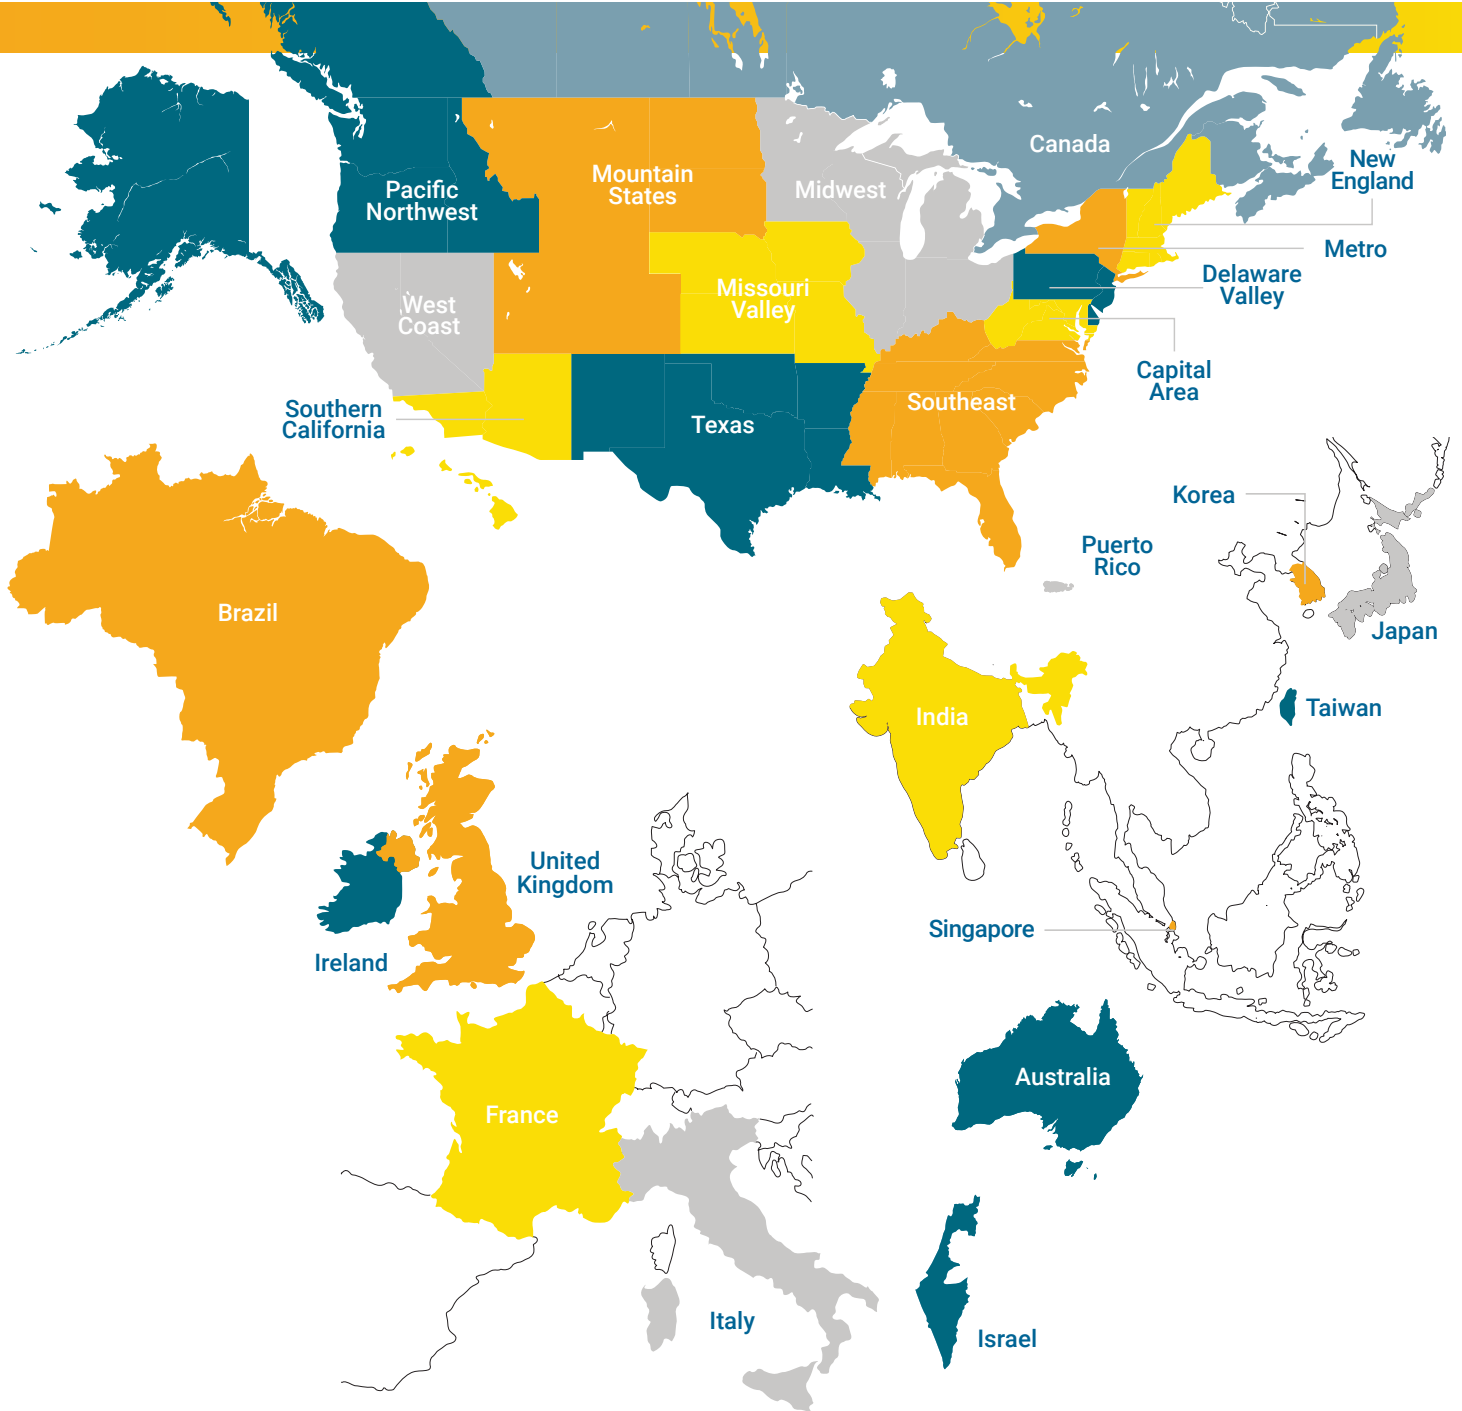 Canada
New
England
Mountain
States
Midwest
Pacific
Northwest
Metro
Delaware
Valley
Missouri
Valley
West
Coast
Capital
Area
Southern
California
Southeast
Texas
Korea
Puerto
Rico
Brazil
Japan
India
Taiwan
United
Kingdom
Singapore
Ireland
Australia
France
Italy
Israel